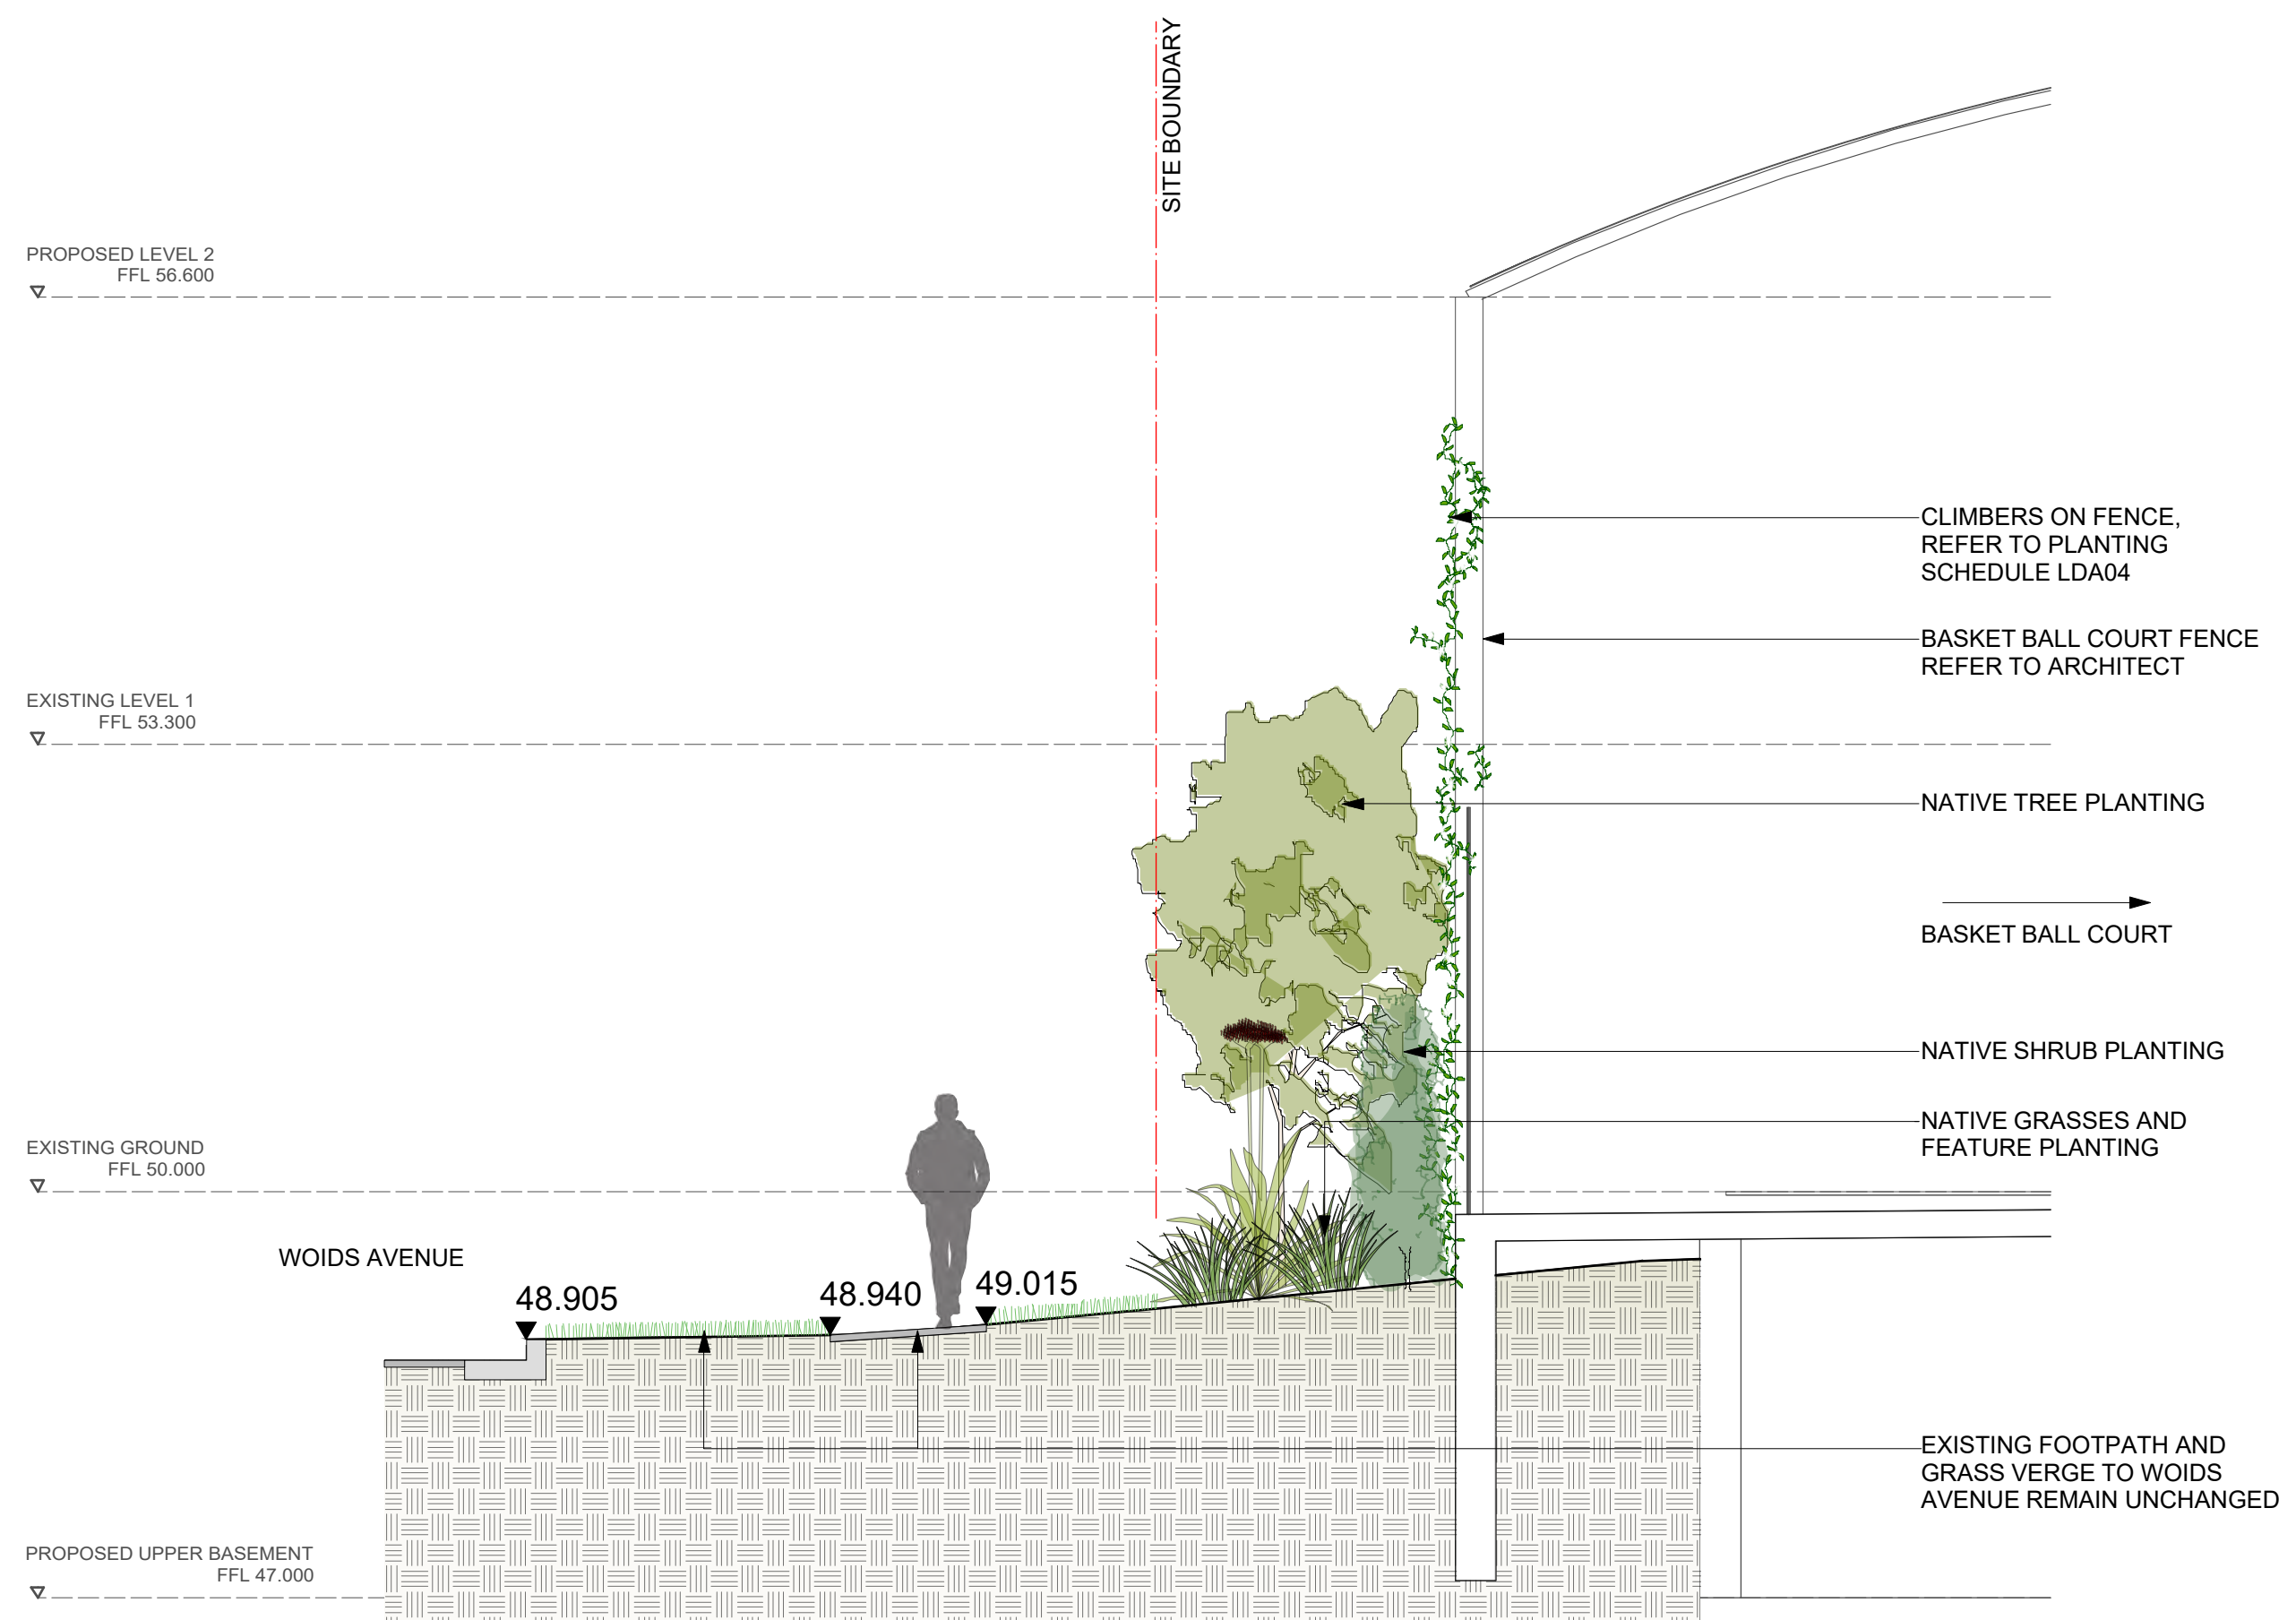 SITE BOUNDARY
PROPOSED LEVEL 2
FFL 56.600
CLIMBERS ON FENCE,
REFER TO PLANTING
SCHEDULE LDA04
BASKET BALL COURT FENCE
REFER TO ARCHITECT
EXISTING LEVEL 1
FFL 53.300
NATIVE TREE PLANTING
BASKET BALL COURT
NATIVE SHRUB PLANTING
NATIVE GRASSES AND
FEATURE PLANTING
EXISTING GROUND
FFL 50.000
WOIDS AVENUE
48.905
48.940
49.015
EXISTING FOOTPATH AND
GRASS VERGE TO WOIDS
AVENUE REMAIN UNCHANGED
PROPOSED UPPER BASEMENT
FFL 47.000